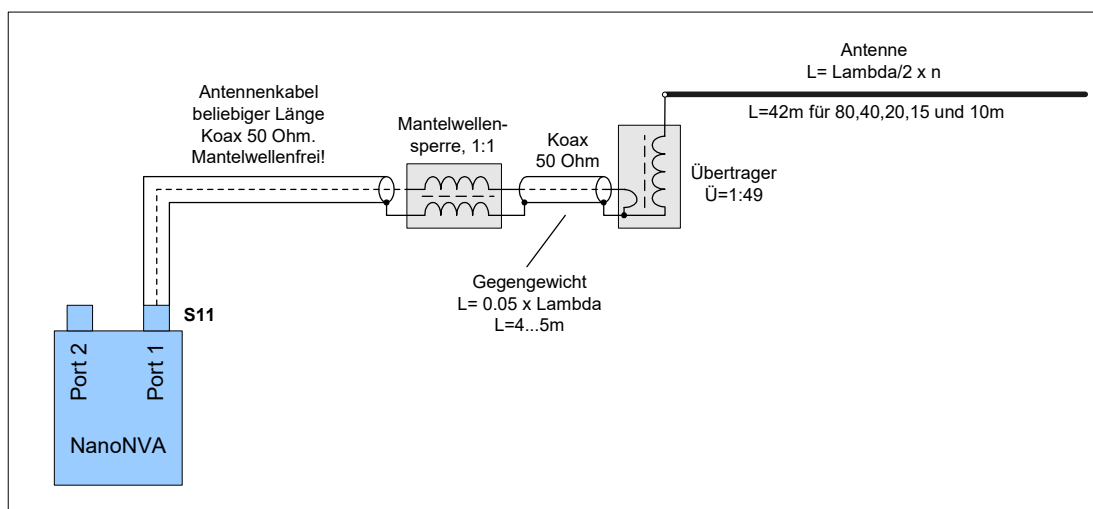 Antenne
L= Lambda/2 x n
L=42m für 80,40,20,15 und 10m
Antennenkabel
beliebiger Länge
Koax 50 Ohm.
Mantelwellenfrei!
Mantelwellen-
sperre, 1:1
Koax
50 Ohm
Übertrager
Ü=1:49
Gegengewicht
L= 0.05 x Lambda
L=4...5m
S11
Port 2
Port 1
NanoNVA